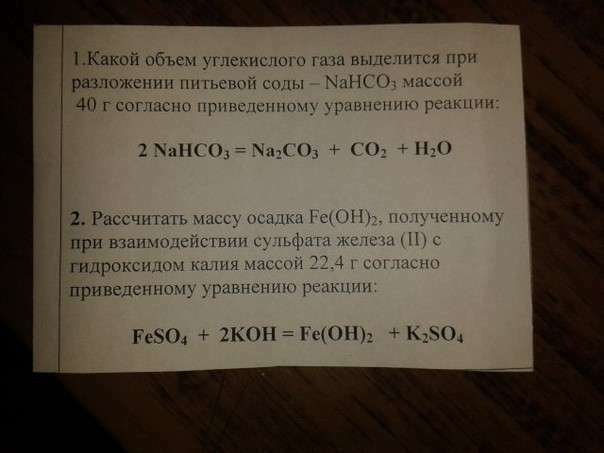 1.Какой объем углекислого газа выделится при
разложении питьевой соды – NaHCO₃ массой
40 г согласно приведенному уравнению реакции:
2 NaHCO₃ = Na₂CO₃ + CO₂ + H₂O
2. Рассчитать массу осадка Fe(OH)₂, полученному
при взаимодействии сульфата железа (II) с
гидроксидом калия массой 22,4 г согласно
приведенному уравнению реакции:
FeSO₄ + 2KOH = Fe(OH)₂ + K₂SO₄